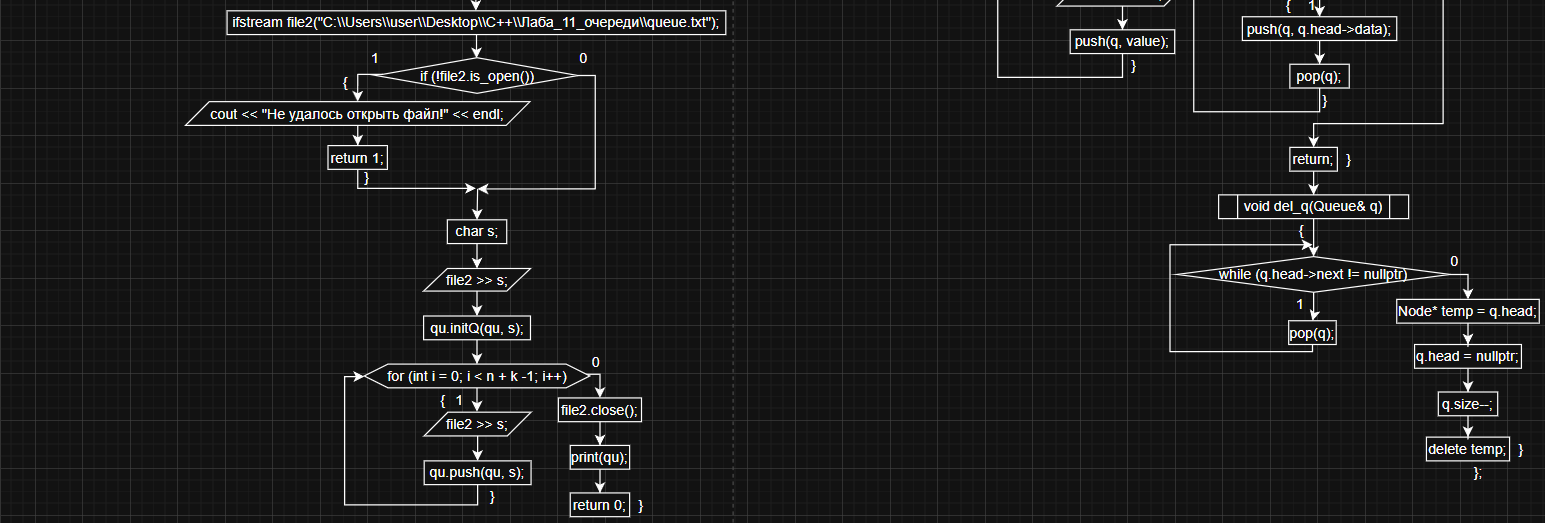 ifstream file2("C:\\Users\\user\\Desktop\\C++\\Лаба_11_очереди\\queue.txt");
1
0
if (!file2.is_open())
{
cout << "Не удалось открыть файл!" << endl;
return 1;
}
char s;
file2 >> s;
qu.initQ(qu, s);
0
for (int i = 0; i < n + k -1; i++)
{ 1
file2 >> s;
qu.push(qu, s);
}
file2.close();
print(qu);
return 0; }
push(q, value);
}
{ 1
push(q, q.head->data);
pop(q);
}
return; }
void del_q(Queue& q)
{
0
while (q.head->next != nullptr)
1
pop(q);
Node* temp = q.head;
q.head = nullptr;
q.size--;
delete temp; }
};